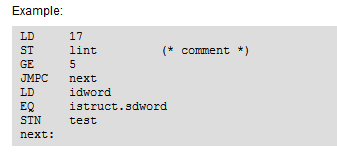 Example:
LD 17
ST lint (* comment *)
GE 5
JMPC next
LD idword
EQ istruct.sdword
STN test
next: